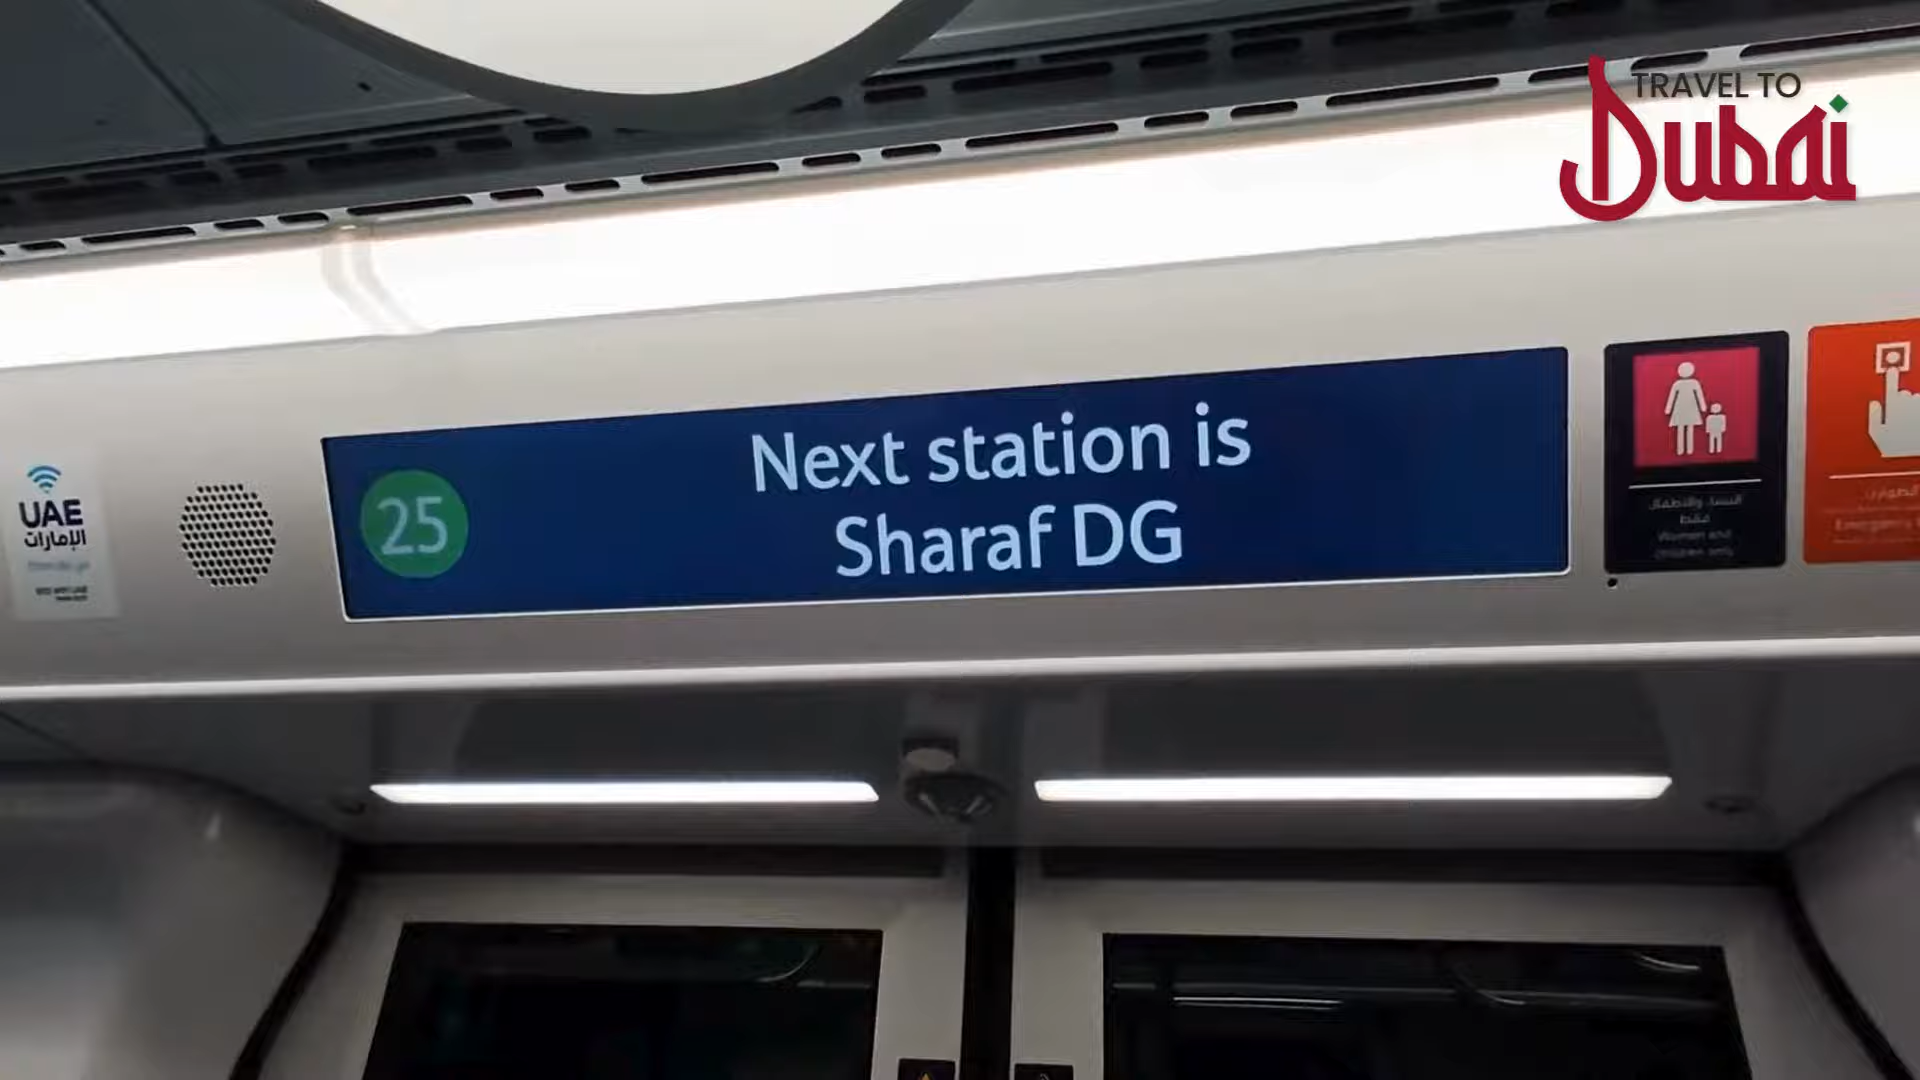 TRAVEL TO
Dubai
UAE
الإمارات
25
Next station is
Sharaf DG
النساء والأطفال
فقط
Women and
children only